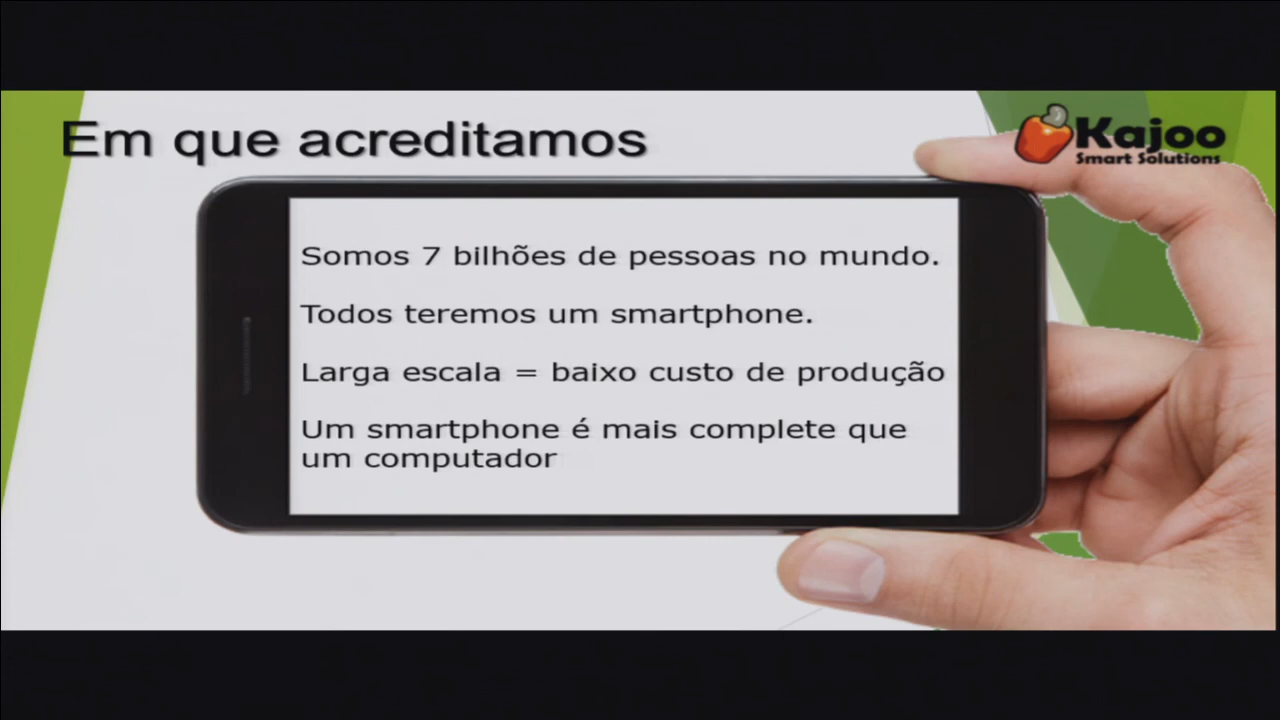 Em que acreditamos
Kajoo
Smart Solutions
Somos 7 bilhões de pessoas no mundo.
Todos teremos um smartphone.
Larga escala = baixo custo de produção
Um smartphone é mais complete que
um computador